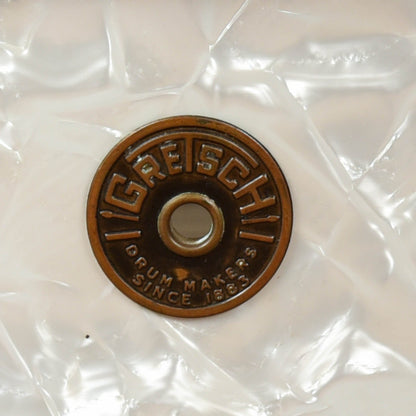 GRETSCH
DRUM MAKERS
SINCE 1883